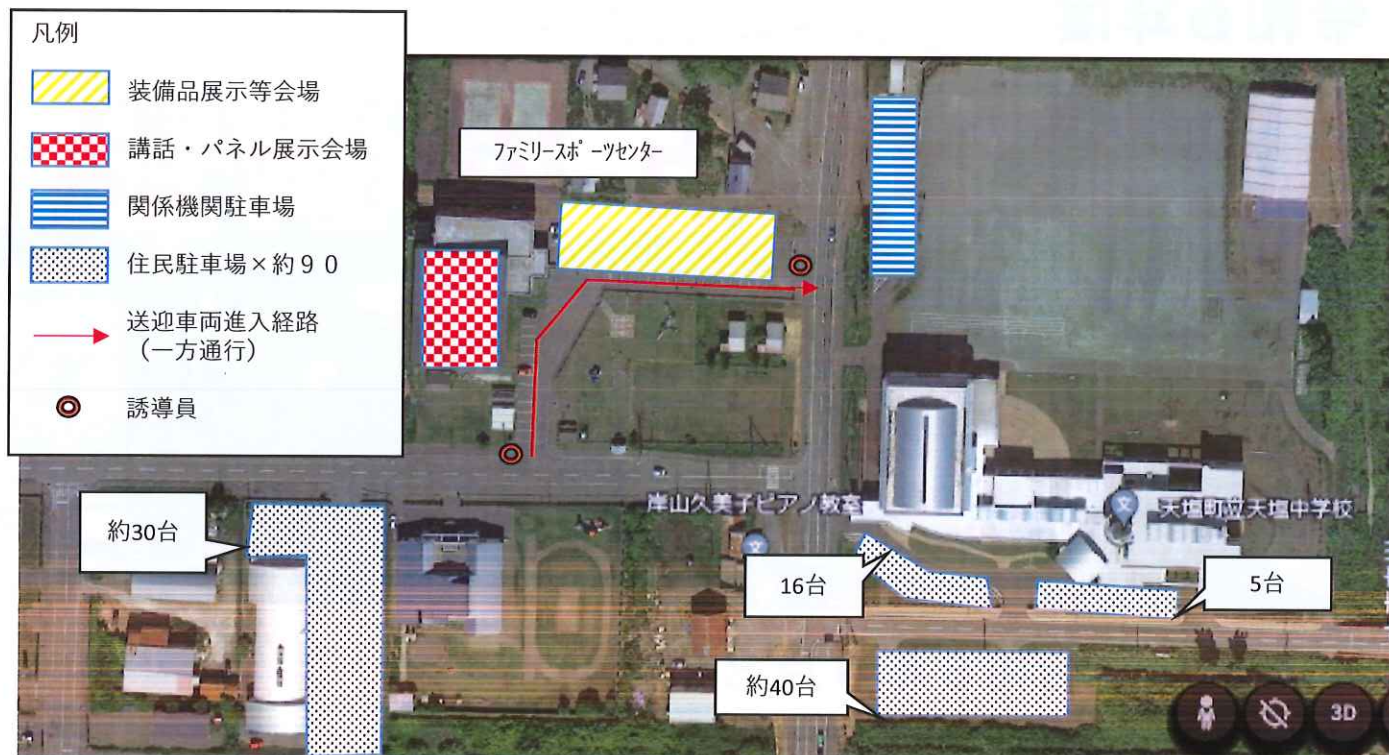 凡例
装備品展示等会場
講話・パネル展示会場
関係機関駐車場
住民駐車場×約90
送迎車両進入経路
(一方通行)
誘導員
ファミリースポーツセンター
岸山久美子ピアノ教室
文
天塩町立天塩中学校
文
約30台
16台
5台
約40台
3D